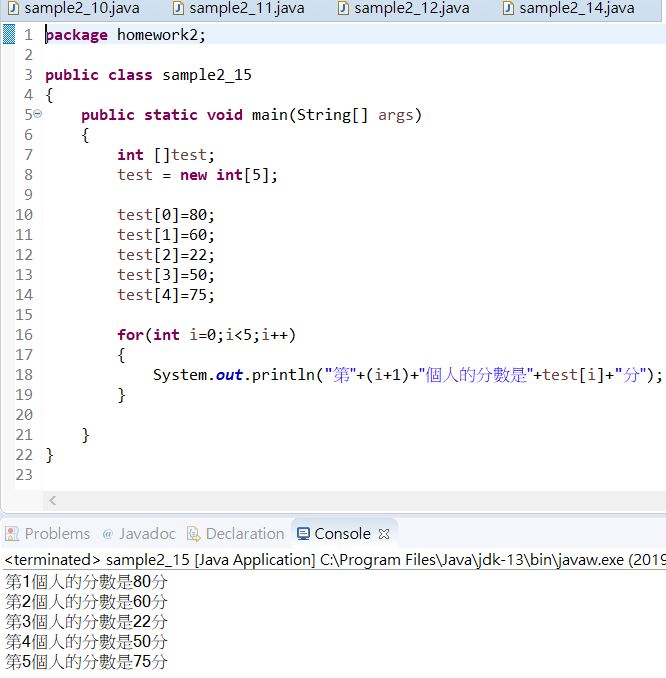 sample2_10.java sample2_11.java sample2_12.java sample2_14.java
1 package homework2;
2
3 public class sample2_15
4 {
5 public static void main(String[] args)
6 {
7 int []test;
8 test = new int[5];
9
10 test[0]=80;
11 test[1]=60;
12 test[2]=22;
13 test[3]=50;
14 test[4]=75;
15
16 for(int i=0;i<5;i++)
17 {
18 System.out.println("第"+(i+1)+"個人的分數是"+test[i]+"分");
19 }
20
21 }
22 }
23
Problems @ Javadoc Declaration Console
<terminated> sample2_15 [Java Application] C:\Program Files\Java\jdk-13\bin\javaw.exe (2019
第1個人的分數是80分
第2個人的分數是60分
第3個人的分數是22分
第4個人的分數是50分
第5個人的分數是75分